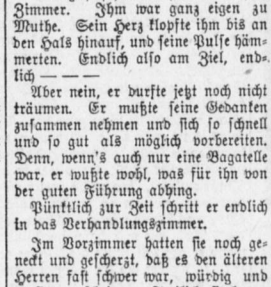 Zimmer. Ihm war ganz eigen zu
Muthe. Sein Herz klopfte ihm bis an
den Hals hinauf, und seine Pulse häm-
merten. Endlich also am Ziel, end-
lich — — —
Aber nein, er durfte jetzt noch nicht
träumen. Er mußte seine Gedanken
zusammen nehmen und sich so schnell
und so gut als möglich vorbereiten.
Denn, wenn's auch nur eine Bagatelle
war, er wußte wohl, was für ihn von
der guten Führung abhing.
Pünktlich zur Zeit schritt er endlich
in das Verhandlungszimmer.
Im Vorzimmer hatten sie noch ge-
neckt und gescherzt, daß es den älteren
Herren fast schwer war, würdig und